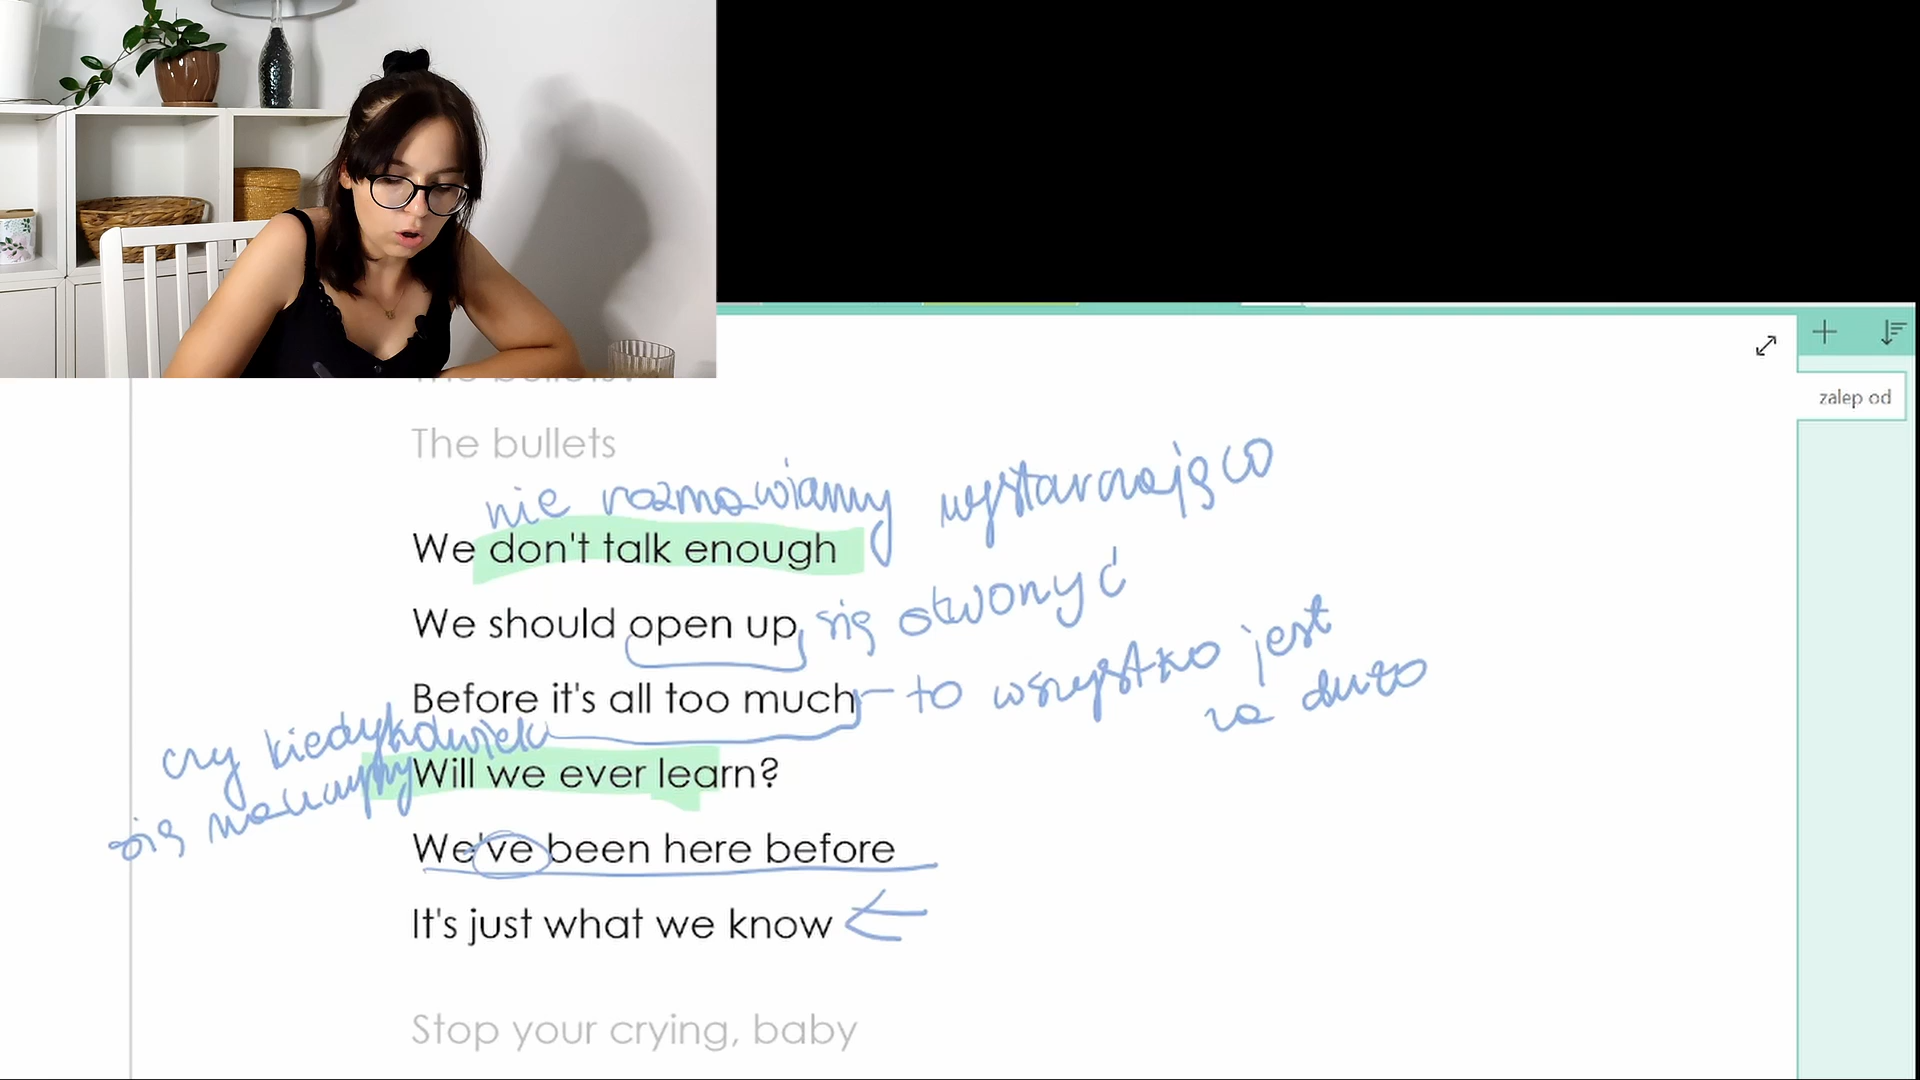 zalep od
The bullets
nie rozmawiamy wystarczająco
We don't talk enough
We should open up się otworzyć
Before it's all too much to wszystko jest
za dużo
czy kiedykolwiek
Will we ever learn?
się nauczymy
We've been here before
It's just what we know
Stop your crying, baby